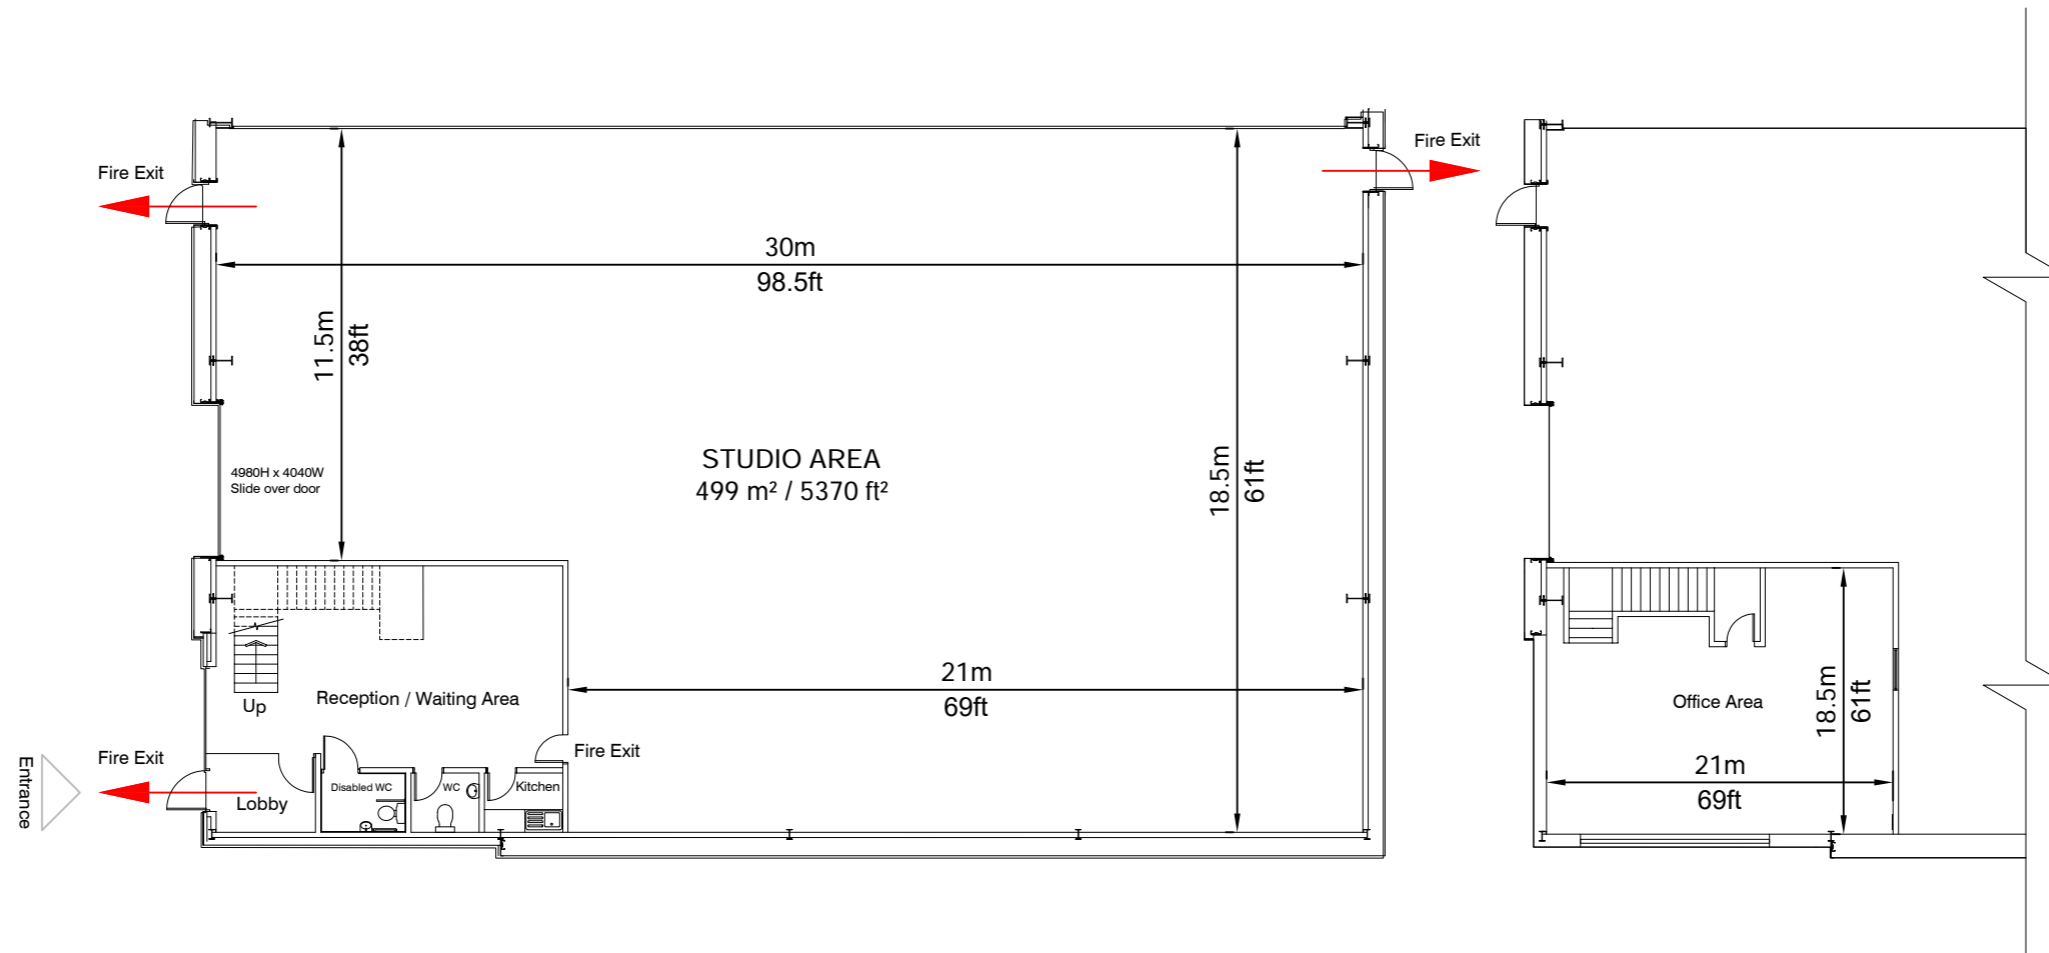 Fire Exit
Fire Exit
30m
98.5ft
11.5m
38ft
STUDIO AREA
499 m² / 5370 ft²
4980H x 4040W
Slide over door
18.5m
61ft
21m
69ft
Up
Reception / Waiting Area
Fire Exit
Fire Exit
Entrance
Lobby
Disabled WC
WC
Kitchen
Office Area
18.5m
61ft
21m
69ft